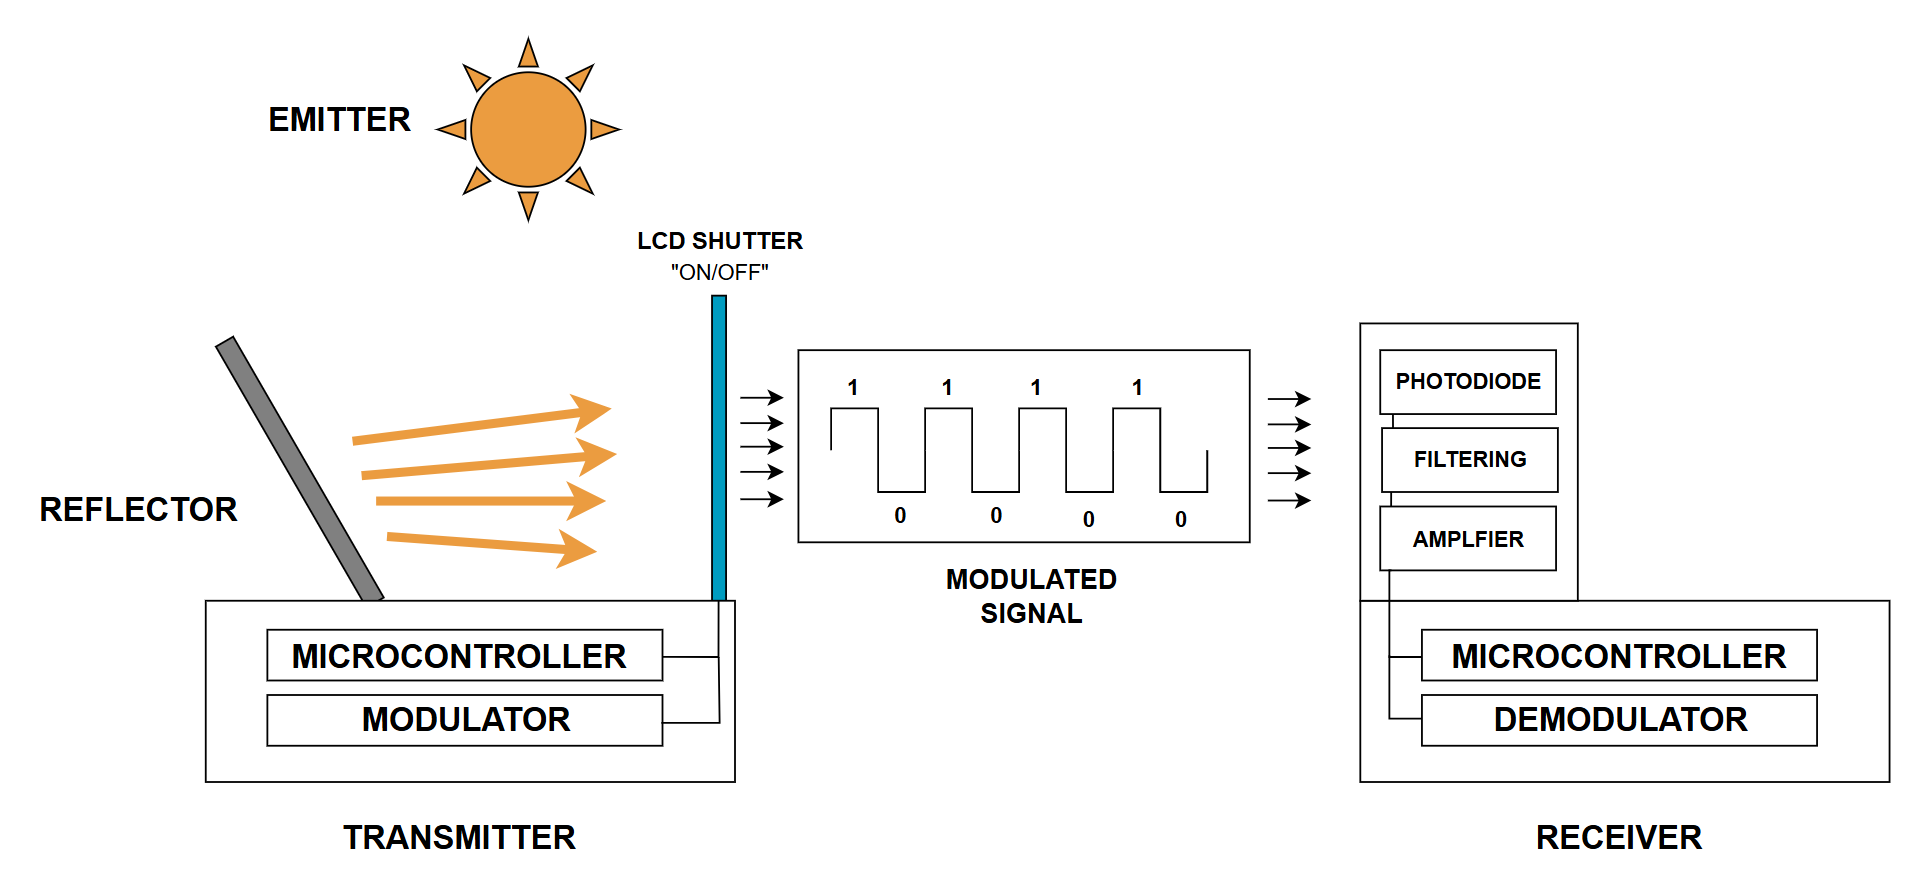 EMITTER
LCD SHUTTER
"ON/OFF"
REFLECTOR
1 1 1 1
0 0 0 0
MODULATED
SIGNAL
PHOTODIODE
FILTERING
AMPLFIER
MICROCONTROLLER
MODULATOR
TRANSMITTER
MICROCONTROLLER
DEMODULATOR
RECEIVER